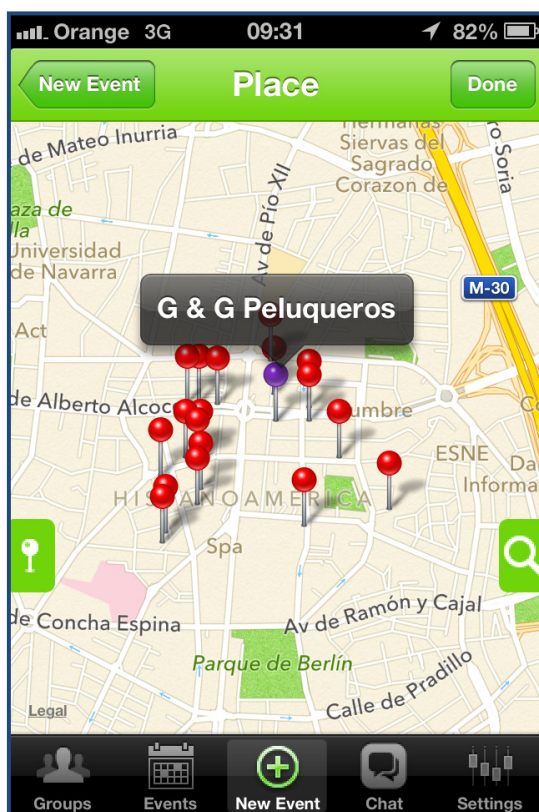 Orange 3G 09:31 82%
New Event Place Done
de Mateo Inurria
Hermanas
Siervas del
Sagrado
Corazon de
ro Soria
aza de
lla
Universidad
de Navarra
Av de Pío XII
M-30
G & G Peluqueros
Act
de Alberto Alcoc
umbre
Co
ESNE
Da
Informa
HISPANOAMERICA
Spa
de Concha Espina
Av de Ramón y Cajal
Parque de Berlín
Calle de Pradillo
Legal
Groups Events New Event Chat Settings